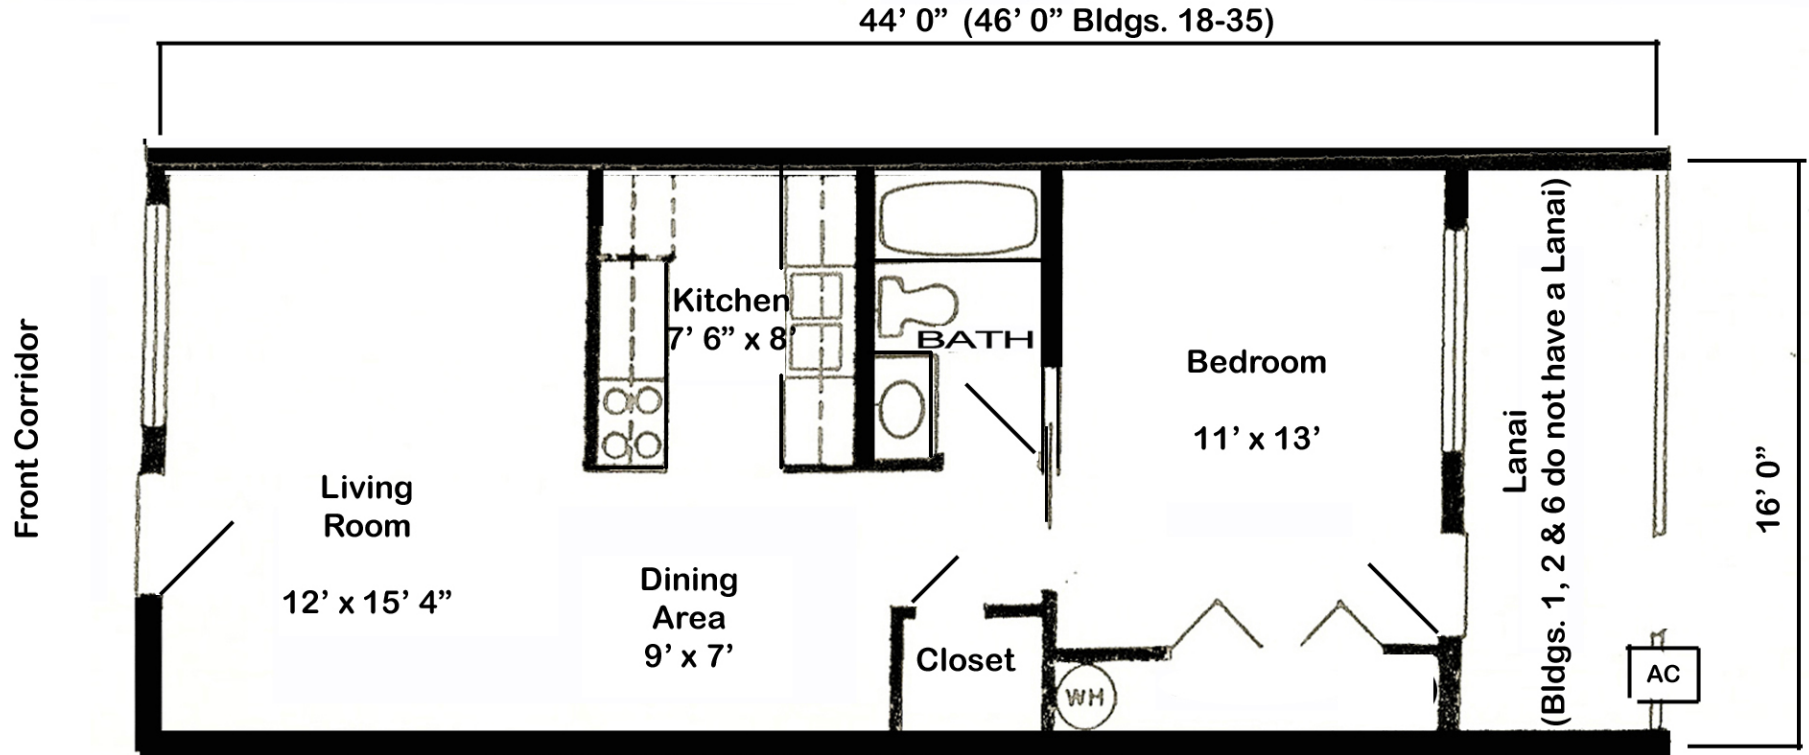 44’ 0” (46’ 0” Bldgs. 18-35)
Front Corridor
Living
Room
12’ x 15’ 4”
Kitchen
7’ 6” x 8’
Dining
Area
9’ x 7’
BATH
Closet
Bedroom
11’ x 13’
WH
Lanai
(Bldgs. 1, 2 & 6 do not have a Lanai)
AC
16’ 0”